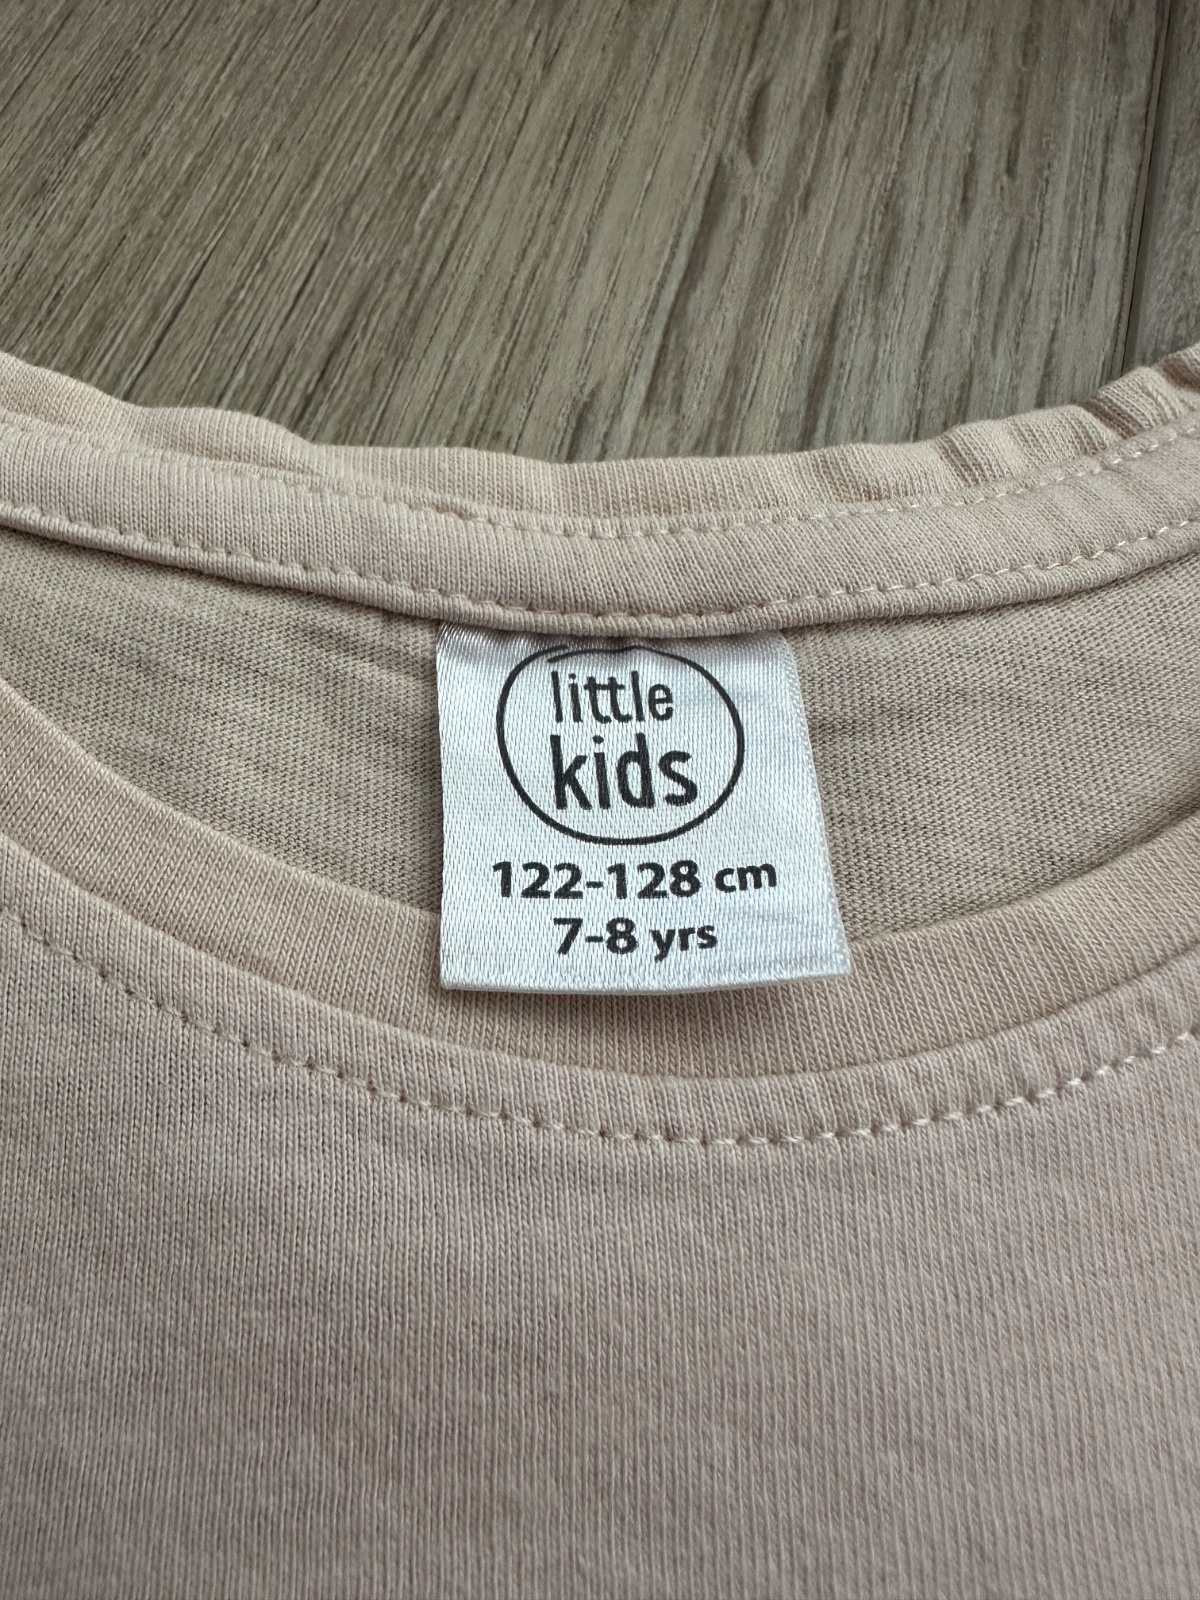 little
kids
122-128 cm
7-8 yrs